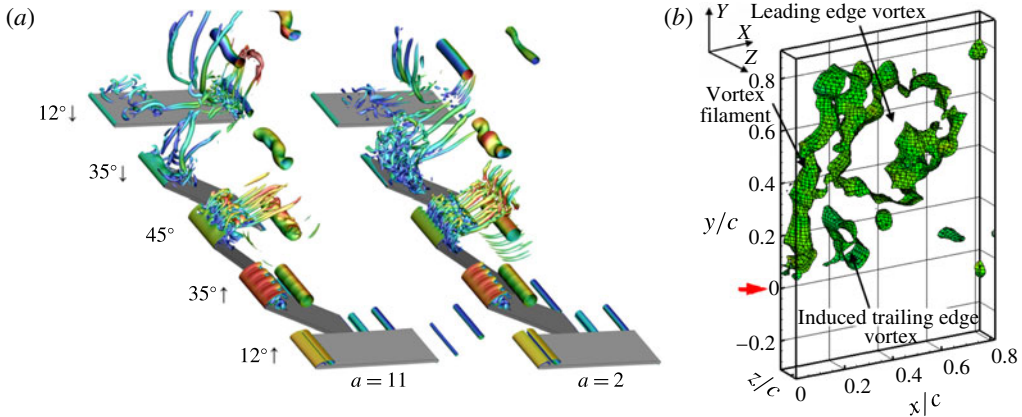 (a)
12°↓
35°↓
45°
35°↑
12°↑
a = 11
a = 2
(b)
Y
X
Z
Leading edge vortex
Vortex
filament
Induced trailing edge
vortex
0.8
0.6
0.4
0.2
0
−0.2
y/c
z/c
0
0.2
0.4
0.6
0.8
x/c